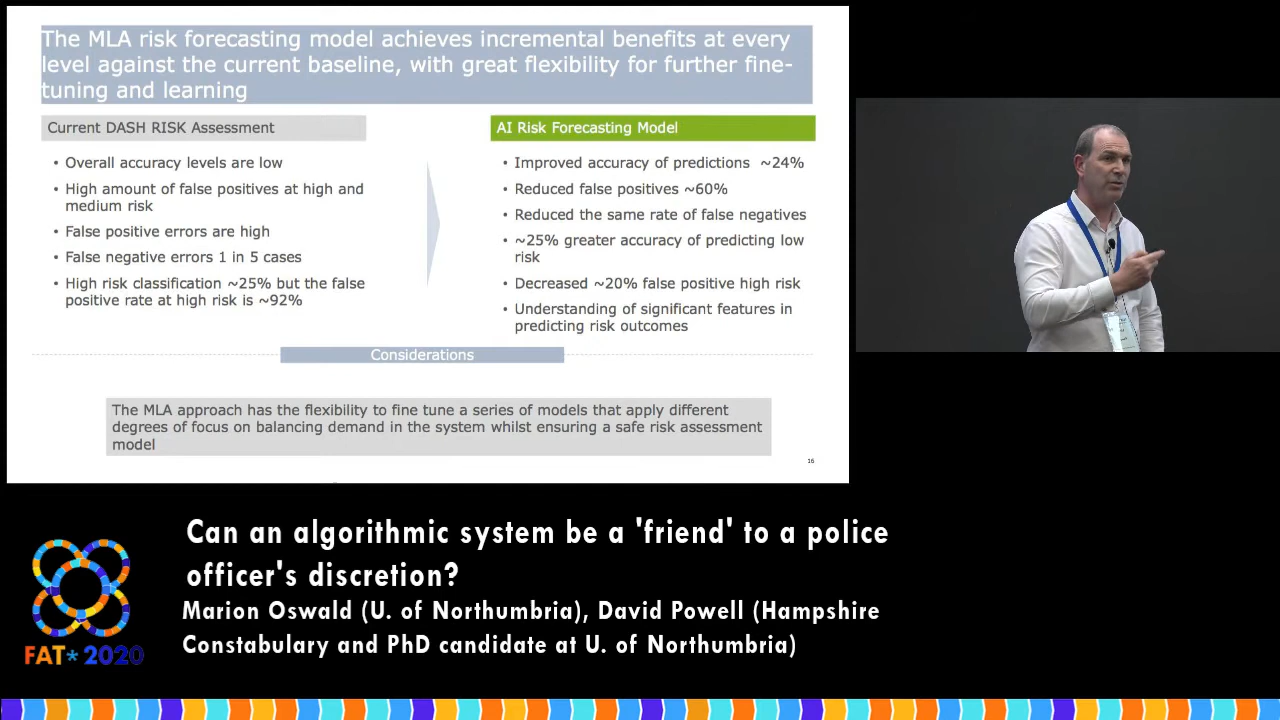 The MLA risk forecasting model achieves incremental benefits at every
level against the current baseline, with great flexibility for further fine-
tuning and learning
Current DASH RISK Assessment
• Overall accuracy levels are low
• High amount of false positives at high and
medium risk
• False positive errors are high
• False negative errors 1 in 5 cases
• High risk classification ~25% but the false
positive rate at high risk is ~92%
AI Risk Forecasting Model
• Improved accuracy of predictions ~24%
• Reduced false positives ~60%
• Reduced the same rate of false negatives
• ~25% greater accuracy of predicting low
risk
• Decreased ~20% false positive high risk
• Understanding of significant features in
predicting risk outcomes
Considerations
The MLA approach has the flexibility to fine tune a series of models that apply different
degrees of focus on balancing demand in the system whilst ensuring a safe risk assessment
model
16
Can an algorithmic system be a 'friend' to a police
officer's discretion?
Marion Oswald (U. of Northumbria), David Powell (Hampshire
Constabulary and PhD candidate at U. of Northumbria)
FAT* 2020